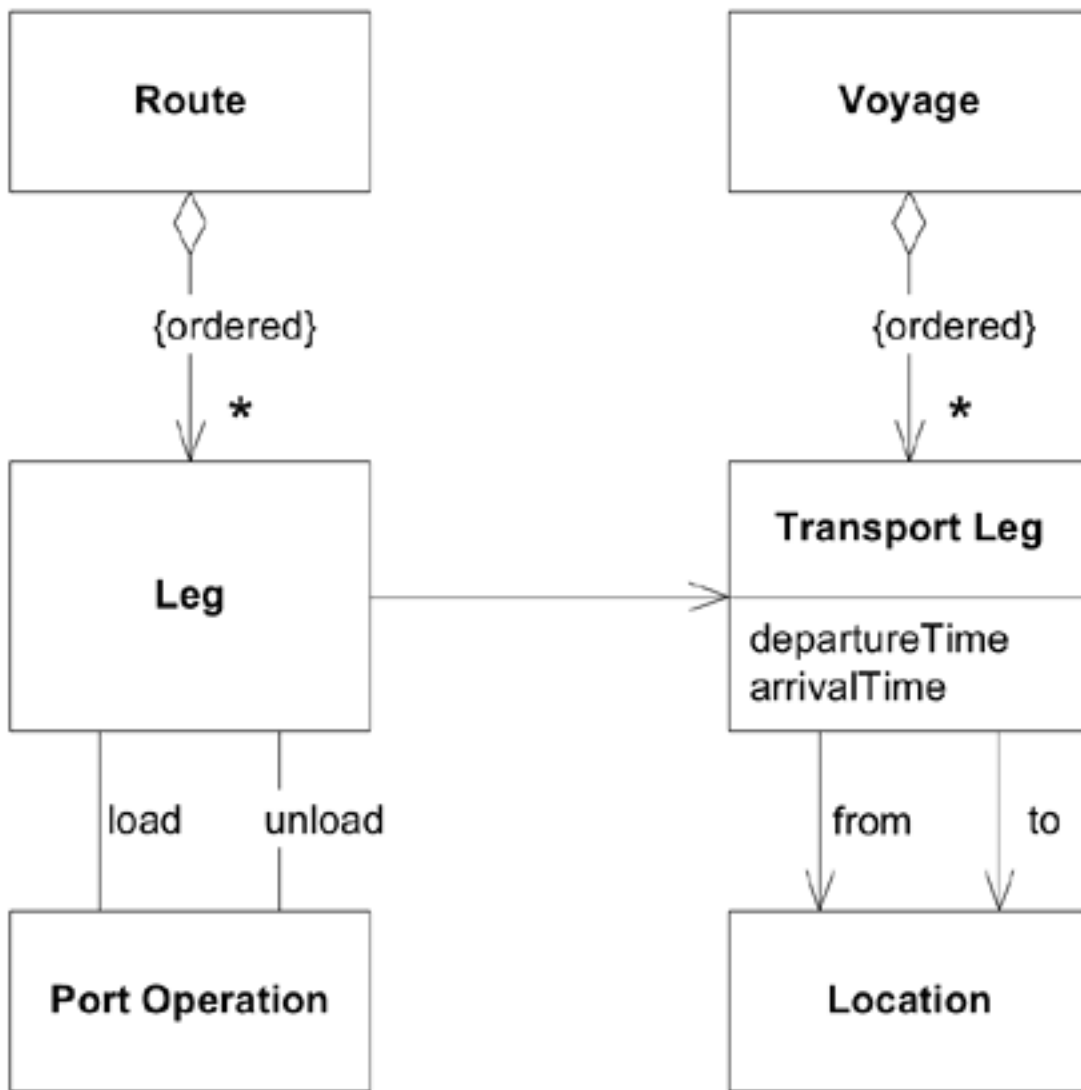 Route
Voyage
{ordered}
{ordered}
*
*
Leg
Transport Leg
departureTime
arrivalTime
load
unload
from
to
Port Operation
Location